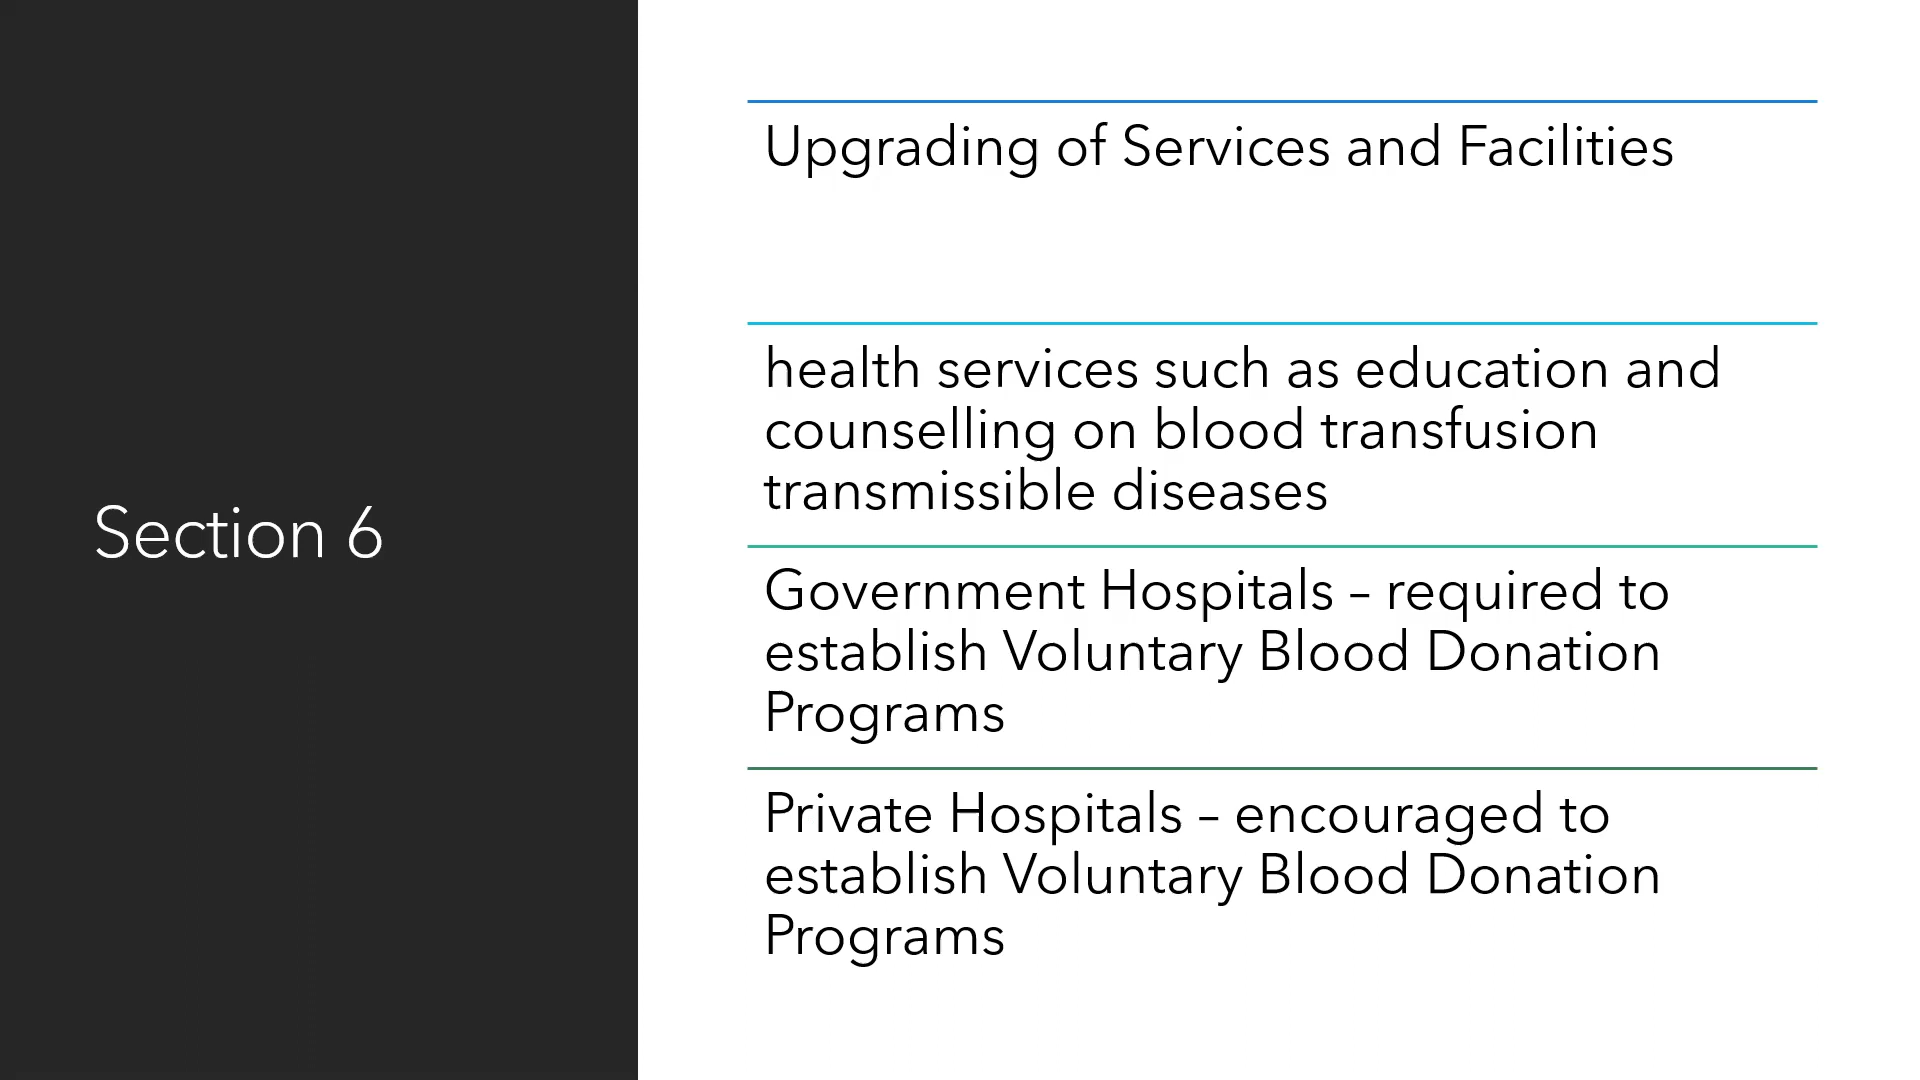 Section 6
Upgrading of Services and Facilities
health services such as education and
counselling on blood transfusion
transmissible diseases
Government Hospitals – required to
establish Voluntary Blood Donation
Programs
Private Hospitals – encouraged to
establish Voluntary Blood Donation
Programs